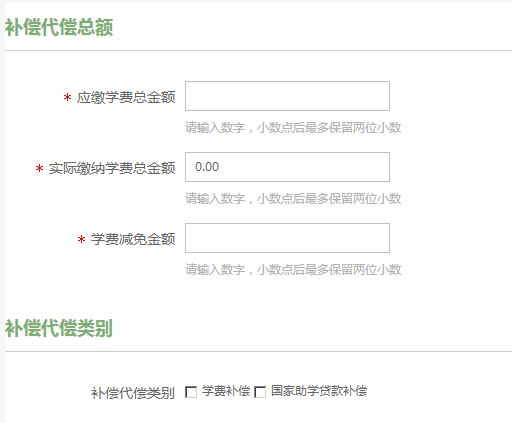 补偿代偿总额
* 应缴学费总金额
请输入数字，小数点后最多保留两位小数
* 实际缴纳学费总金额 0.00
请输入数字，小数点后最多保留两位小数
* 学费减免金额
请输入数字，小数点后最多保留两位小数
补偿代偿类别
补偿代偿类别 学费补偿 国家助学贷款补偿